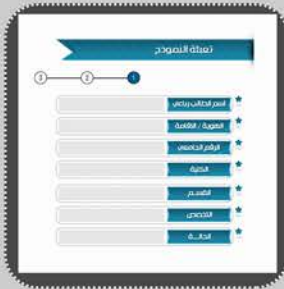 تعبئة النموذج
1 2 3
اسم الطالب رباعي
الهوية / الإقامة
الرقم الجامعي
الكلية
القسم
التخصص
الحالة